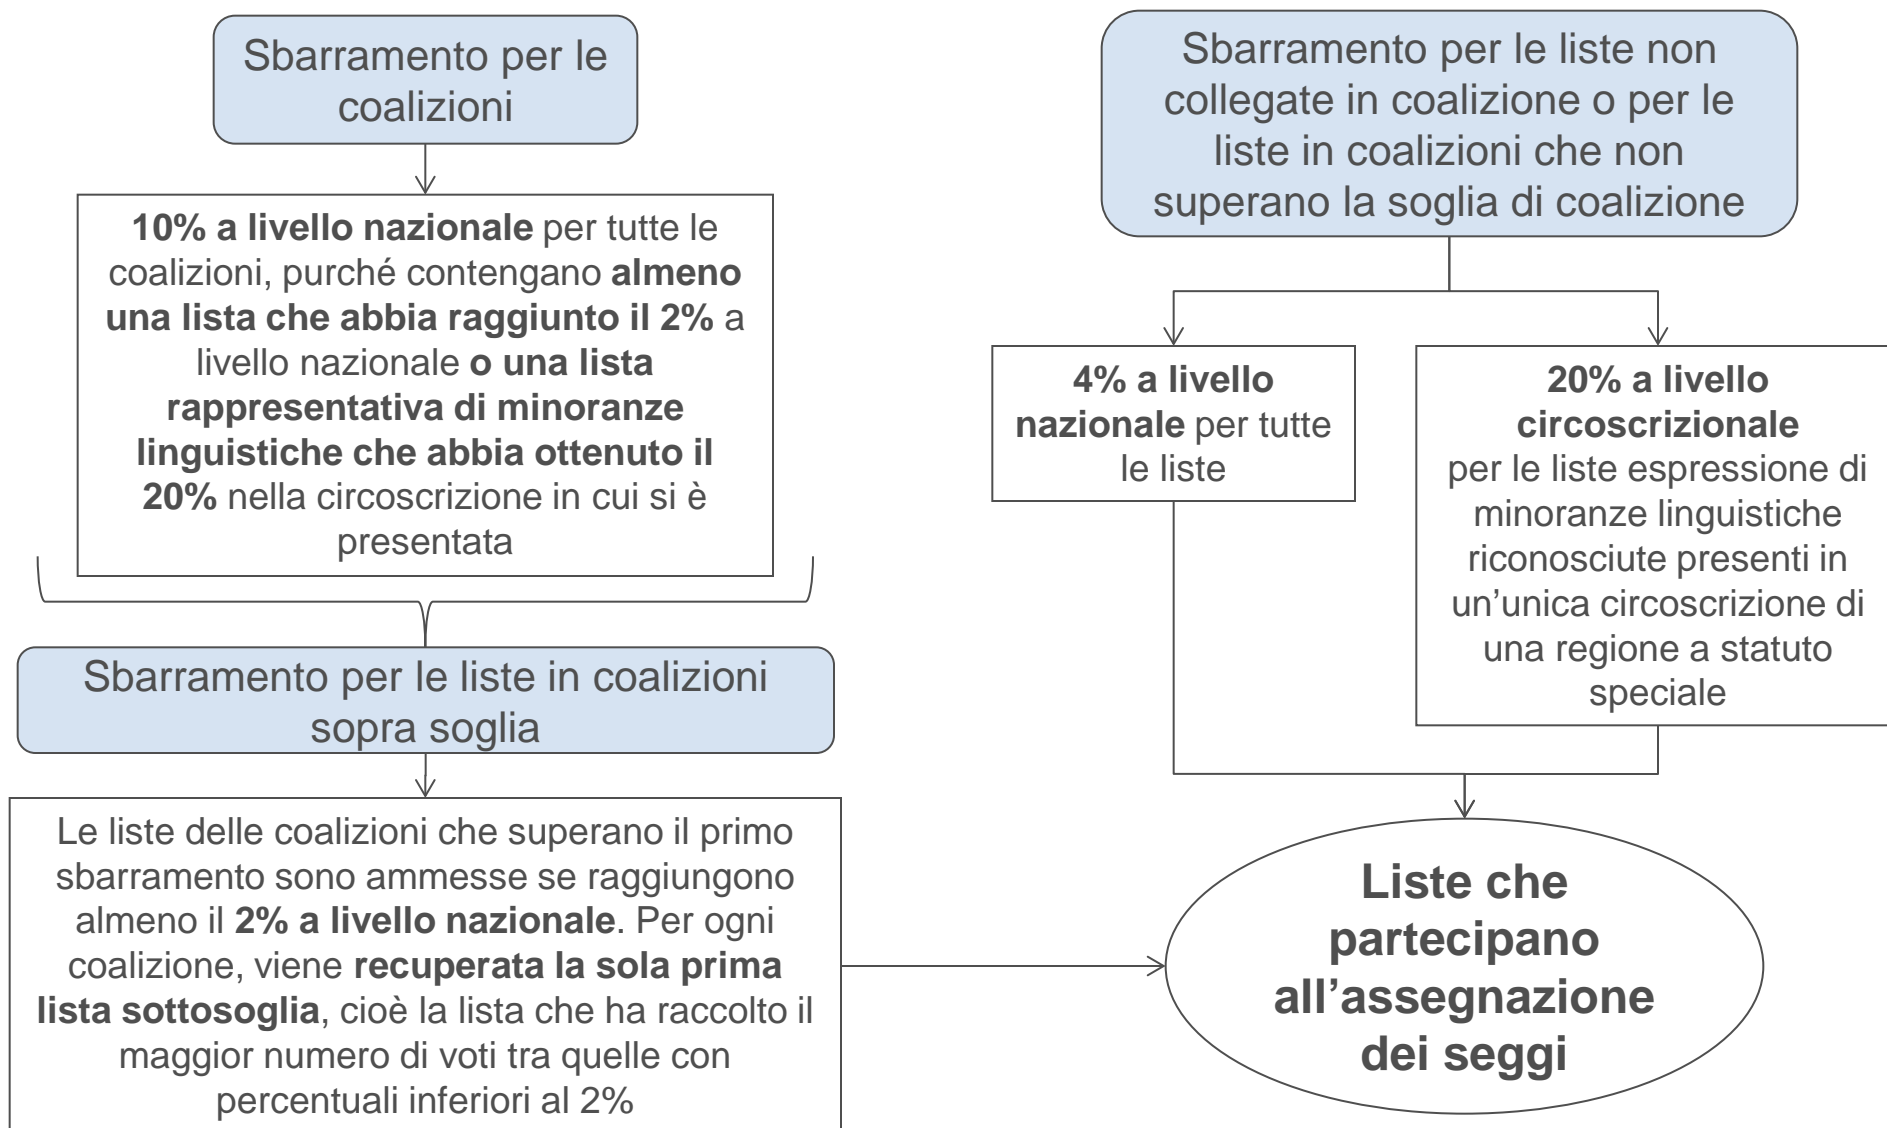 Sbarramento per le
coalizioni
10% a livello nazionale per tutte le
coalizioni, purché contengano almeno
una lista che abbia raggiunto il 2% a
livello nazionale o una lista
rappresentativa di minoranze
linguistiche che abbia ottenuto il
20% nella circoscrizione in cui si è
presentata
Sbarramento per le liste in coalizioni
sopra soglia
Le liste delle coalizioni che superano il primo
sbarramento sono ammesse se raggiungono
almeno il 2% a livello nazionale. Per ogni
coalizione, viene recuperata la sola prima
lista sottosoglia, cioè la lista che ha raccolto il
maggior numero di voti tra quelle con
percentuali inferiori al 2%
Sbarramento per le liste non
collegate in coalizione o per le
liste in coalizioni che non
superano la soglia di coalizione
4% a livello
nazionale per tutte
le liste
20% a livello
circoscrizionale
per le liste espressione di
minoranze linguistiche
riconosciute presenti in
un’unica circoscrizione di
una regione a statuto
speciale
Liste che
partecipano
all’assegnazione
dei seggi